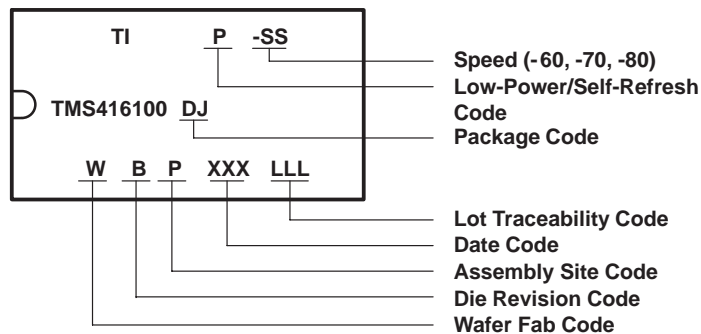 TI P -SS
Speed (-60, -70, -80)
Low-Power/Self-Refresh
Code
TMS416100 DJ
Package Code
W B P XXX LLL
Lot Traceability Code
Date Code
Assembly Site Code
Die Revision Code
Wafer Fab Code